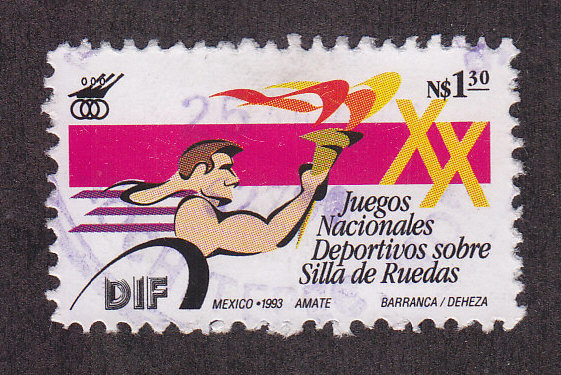 N$1.30
XX
Juegos
Nacionales
Deportivos sobre
Silla de Ruedas
DIF
MEXICO • 1993 AMATE BARRANCA / DEHEZA